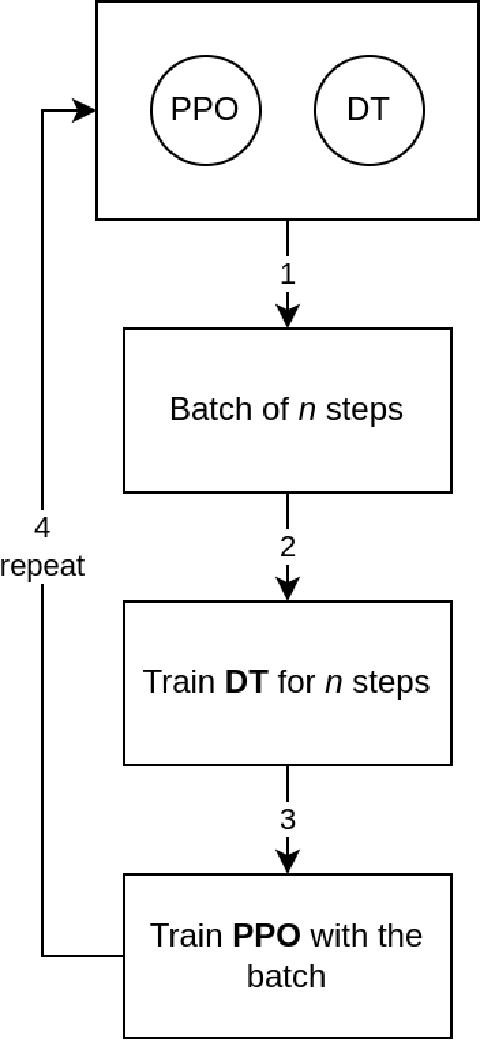 PPO
DT
1
Batch of n steps
2
4
repeat
Train DT for n steps
3
Train PPO with the
batch